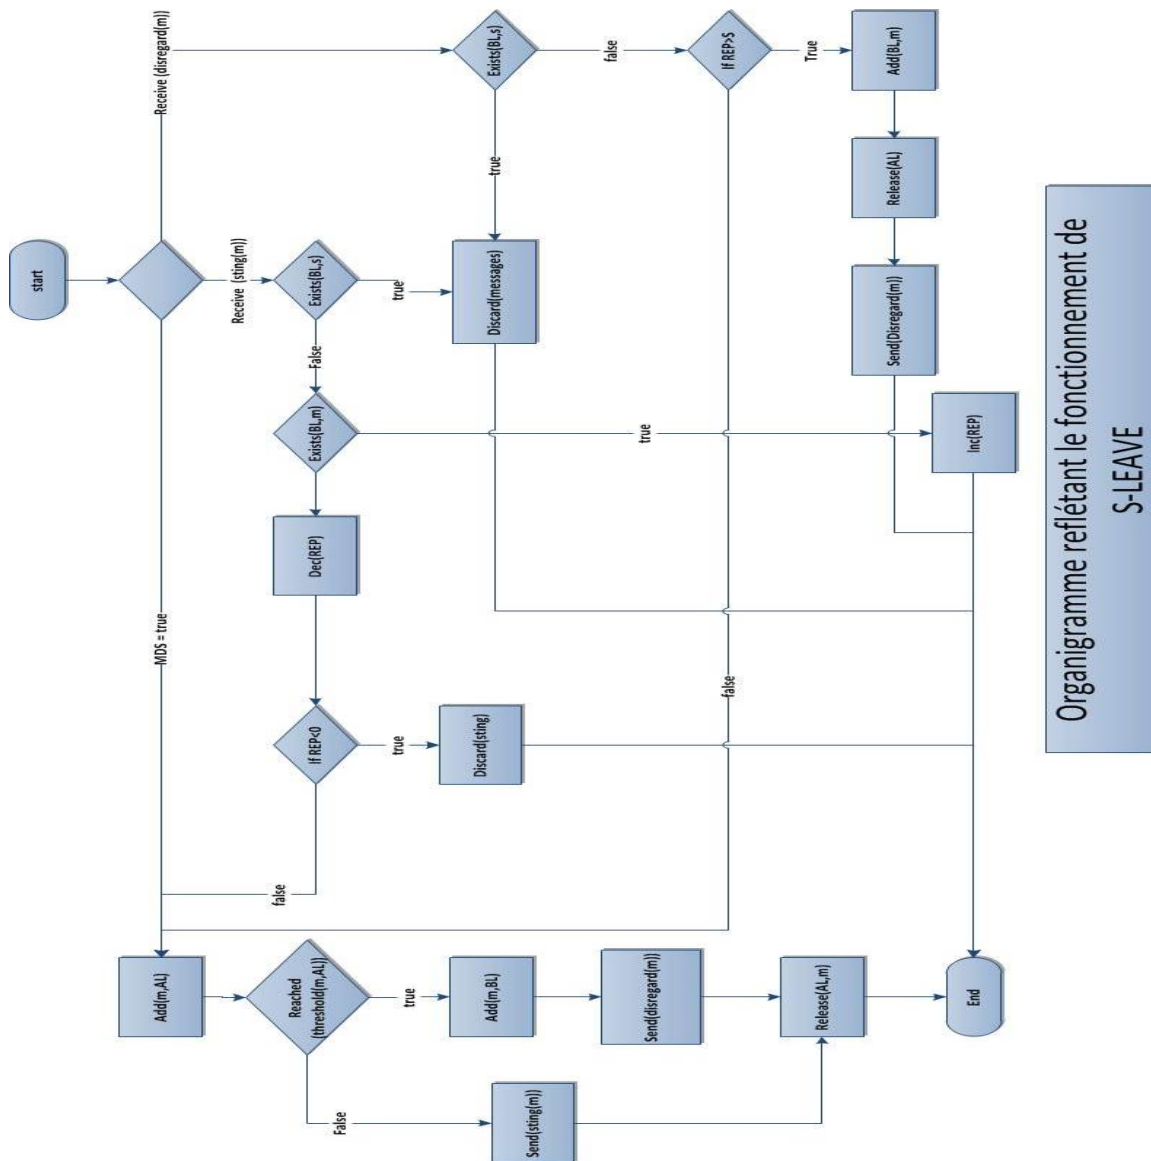 start
Receive (disregard(m))
MDS = true
Receive (sting(m))
Exists(BL,s)
false
If REP>S
True
Add(BL,m)
Release(AL)
Send(Disregard(m))
true
Exists(BL,s)
true
Discard(messages)
False
Exists(BL,m)
true
Inc(REP)
Dec(REP)
If REP<0
true
Discard(sting)
false
false
Add(m,AL)
Reached
(threshold(m,AL))
true
Add(m,BL)
Send(disregard(m))
Release(AL,m)
End
False
Send(sting(m))
Organigramme reflétant le fonctionnement de
S-LEAVE